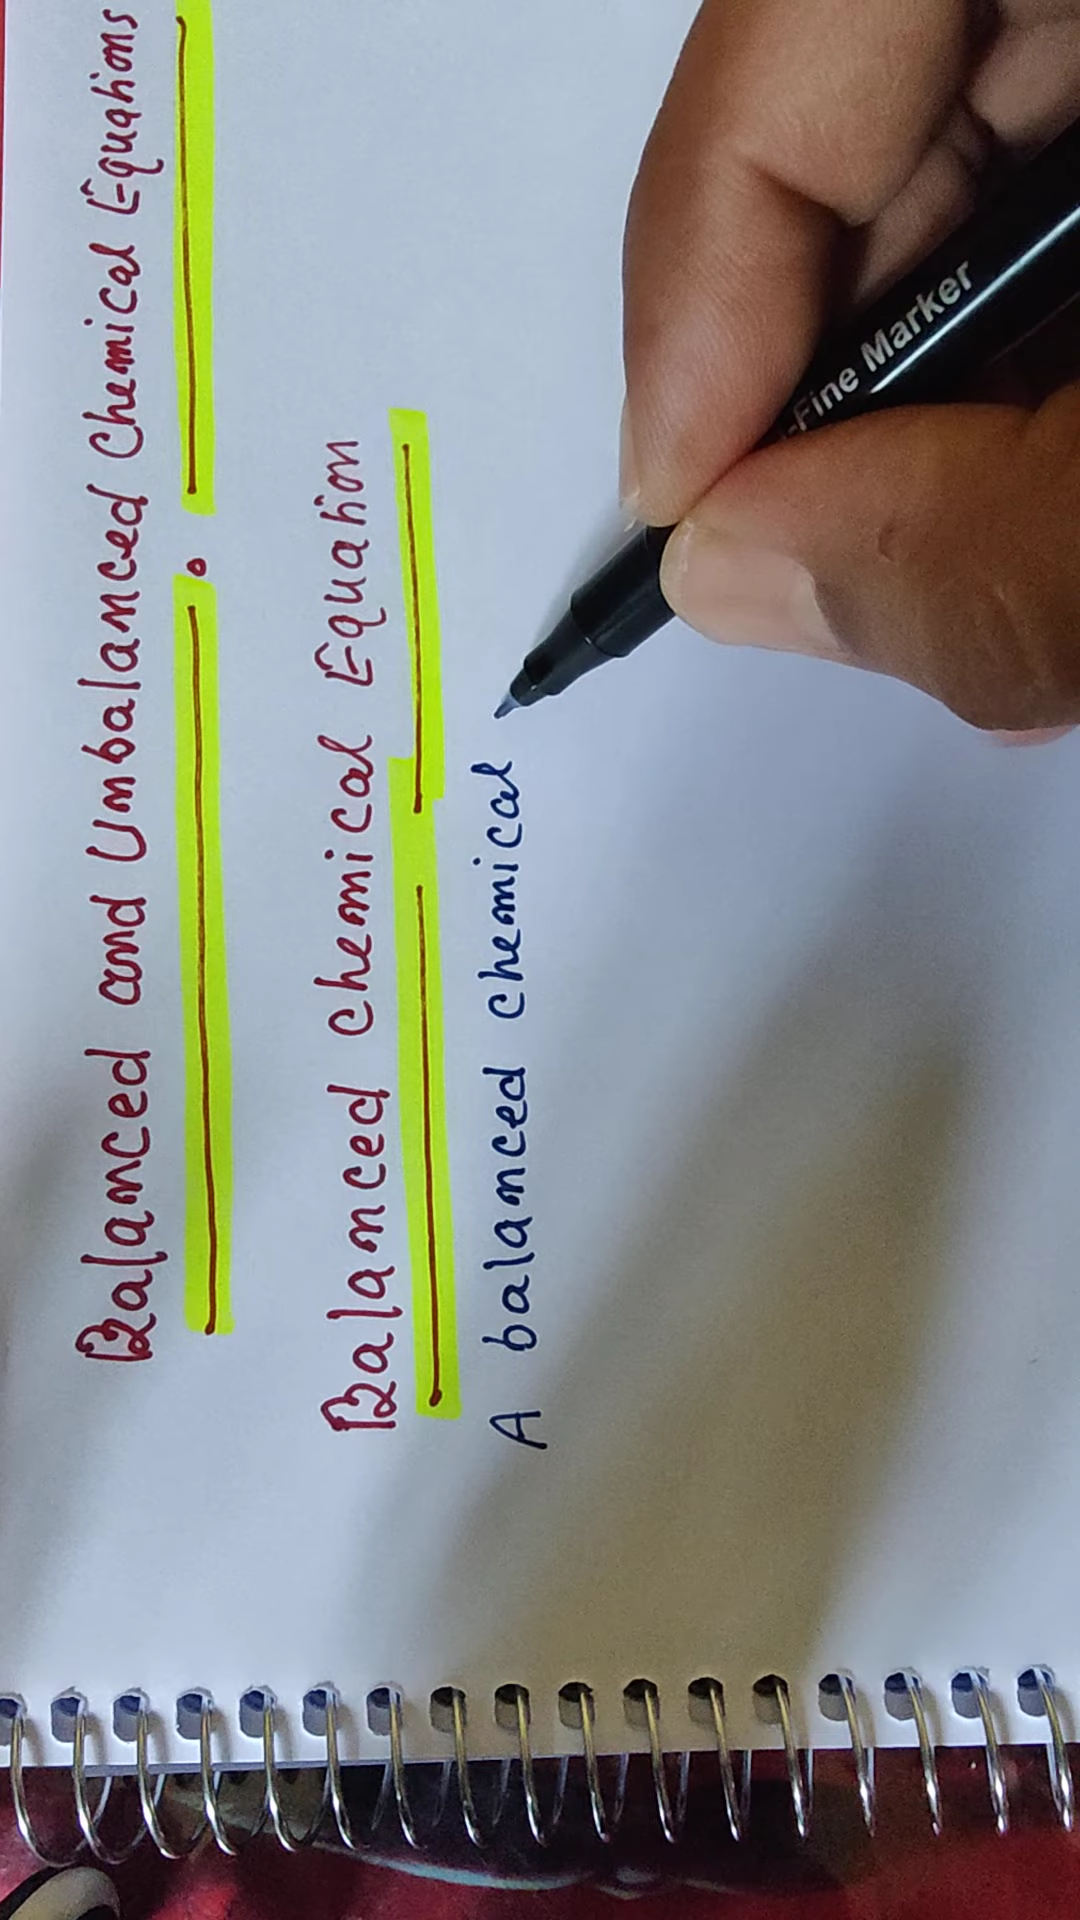 Balanced and Unbalanced Chemical Equations
Balanced Chemical Equation
A balanced chemical
-Fine Marker